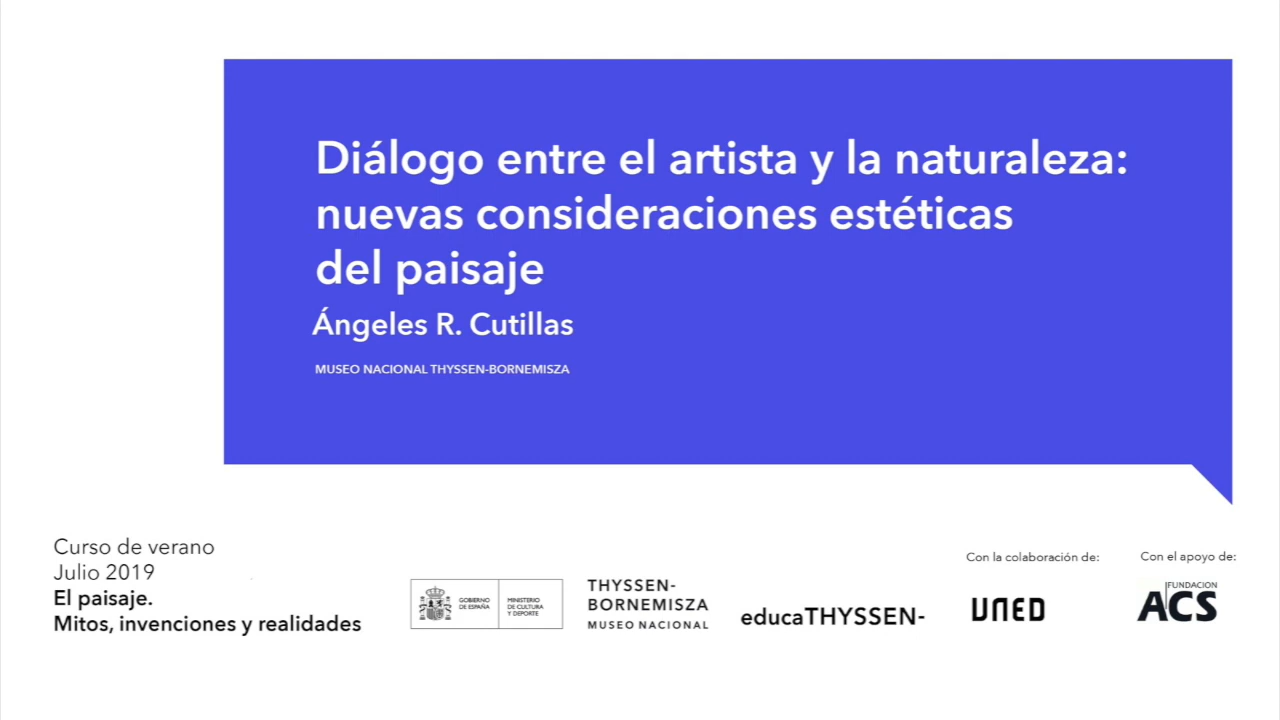 Diálogo entre el artista y la naturaleza:
nuevas consideraciones estéticas
del paisaje
Ángeles R. Cutillas
MUSEO NACIONAL THYSSEN-BORNEMISZA
Curso de verano
Julio 2019
El paisaje.
Mitos, invenciones y realidades
GOBIERNO
DE ESPAÑA
MINISTERIO
DE CULTURA
Y DEPORTE
THYSSEN-
BORNEMISZA
MUSEO NACIONAL
educaTHYSSEN-
Con la colaboración de:
UNED
Con el apoyo de:
FUNDACION
ACS